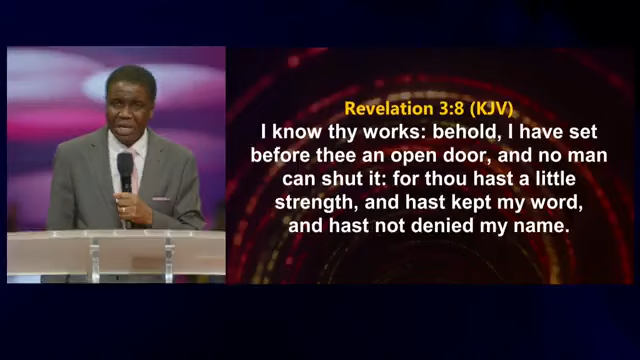 Revelation 3:8 (KJV)
I know thy works: behold, I have set
before thee an open door, and no man
can shut it: for thou hast a little
strength, and hast kept my word,
and hast not denied my name.